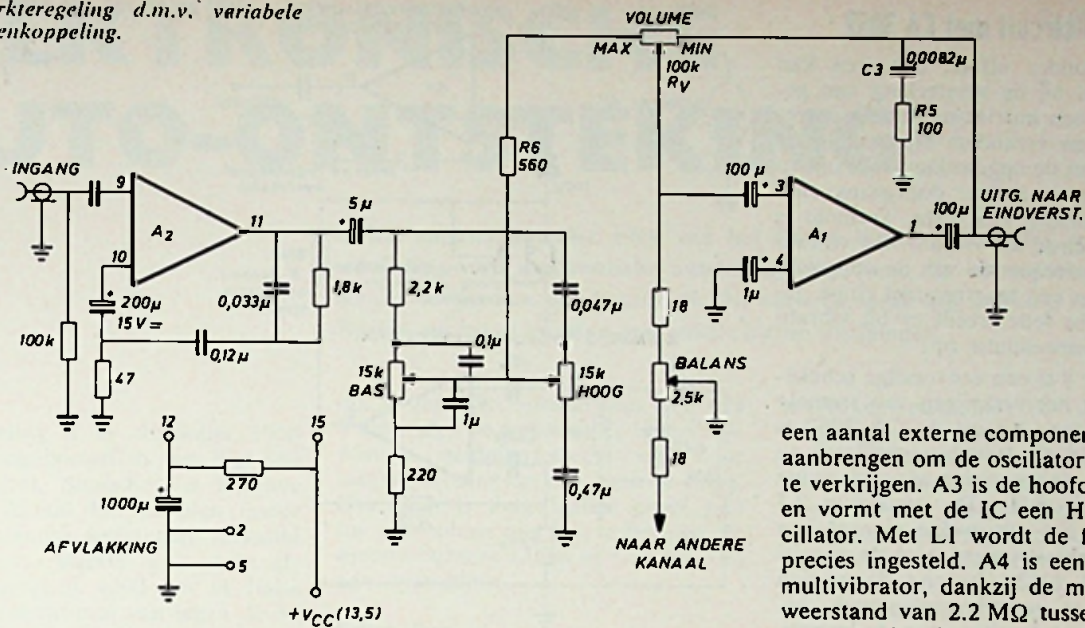 d.m.v. variabele
enkoppeling.
VOLUME
MAX
MIN
100k
RV
0,0082µ
C3
R5
100
R6
560
INGANG
9
10
A2
11
5µ
100µ
+ 3
+ 4
1µ
A1
1
100µ
UITG. NAAR
EINDVERST.
200µ
15V=
100k
47
0,12µ
0,033µ
1,8k
2,2k
0,1µ
15k
BAS
1µ
220
0,047µ
15k
HOOG
0,47µ
18
BALANS
2,5k
18
NAAR ANDERE
KANAAL
12
15
1000µ
270
2
5
AFVLAKKING
+VCC(13,5)
een aantal externe componen
aanbrengen om de oscillator
te verkrijgen. A3 is de hoofd
en vormt met de IC een H
cillator. Met L1 wordt de f
precies ingesteld. A4 is een
multivibrator, dankzij de m
weerstand van 2.2 MΩ tusse